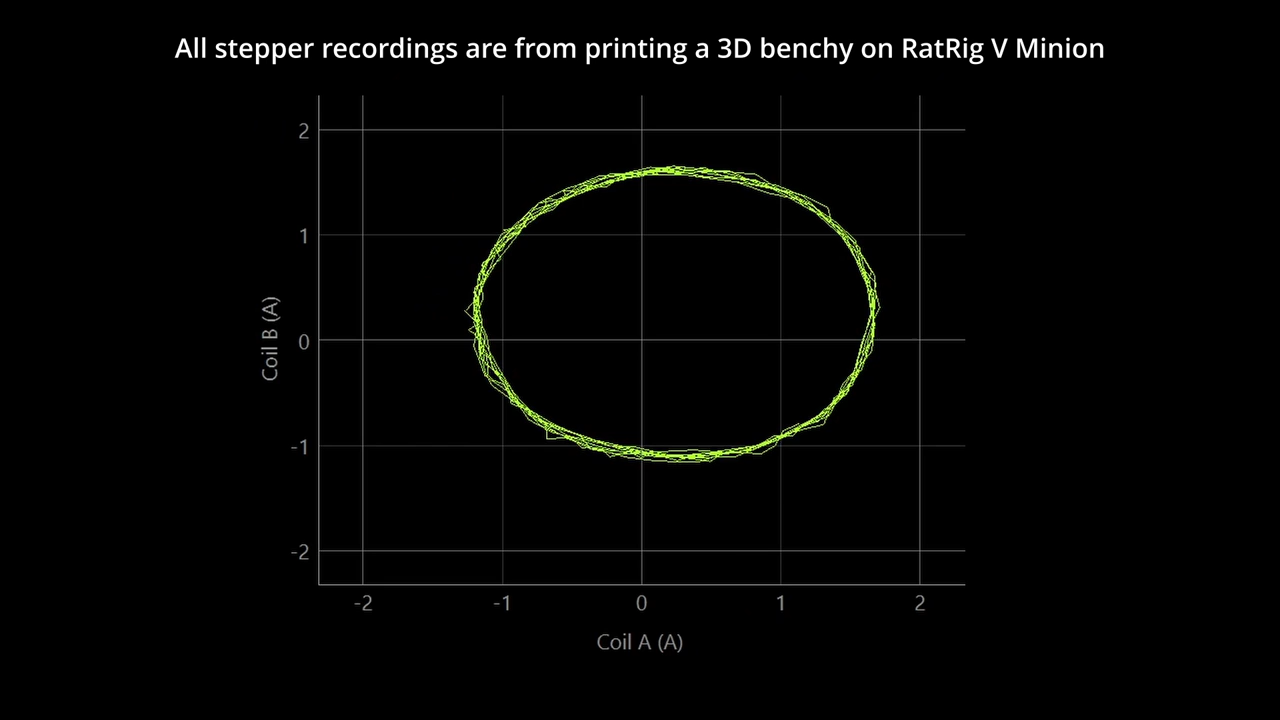 All stepper recordings are from printing a 3D benchy on RatRig V Minion
2
1
0
-1
-2
Coil B (A)
-2 -1 0 1 2
Coil A (A)